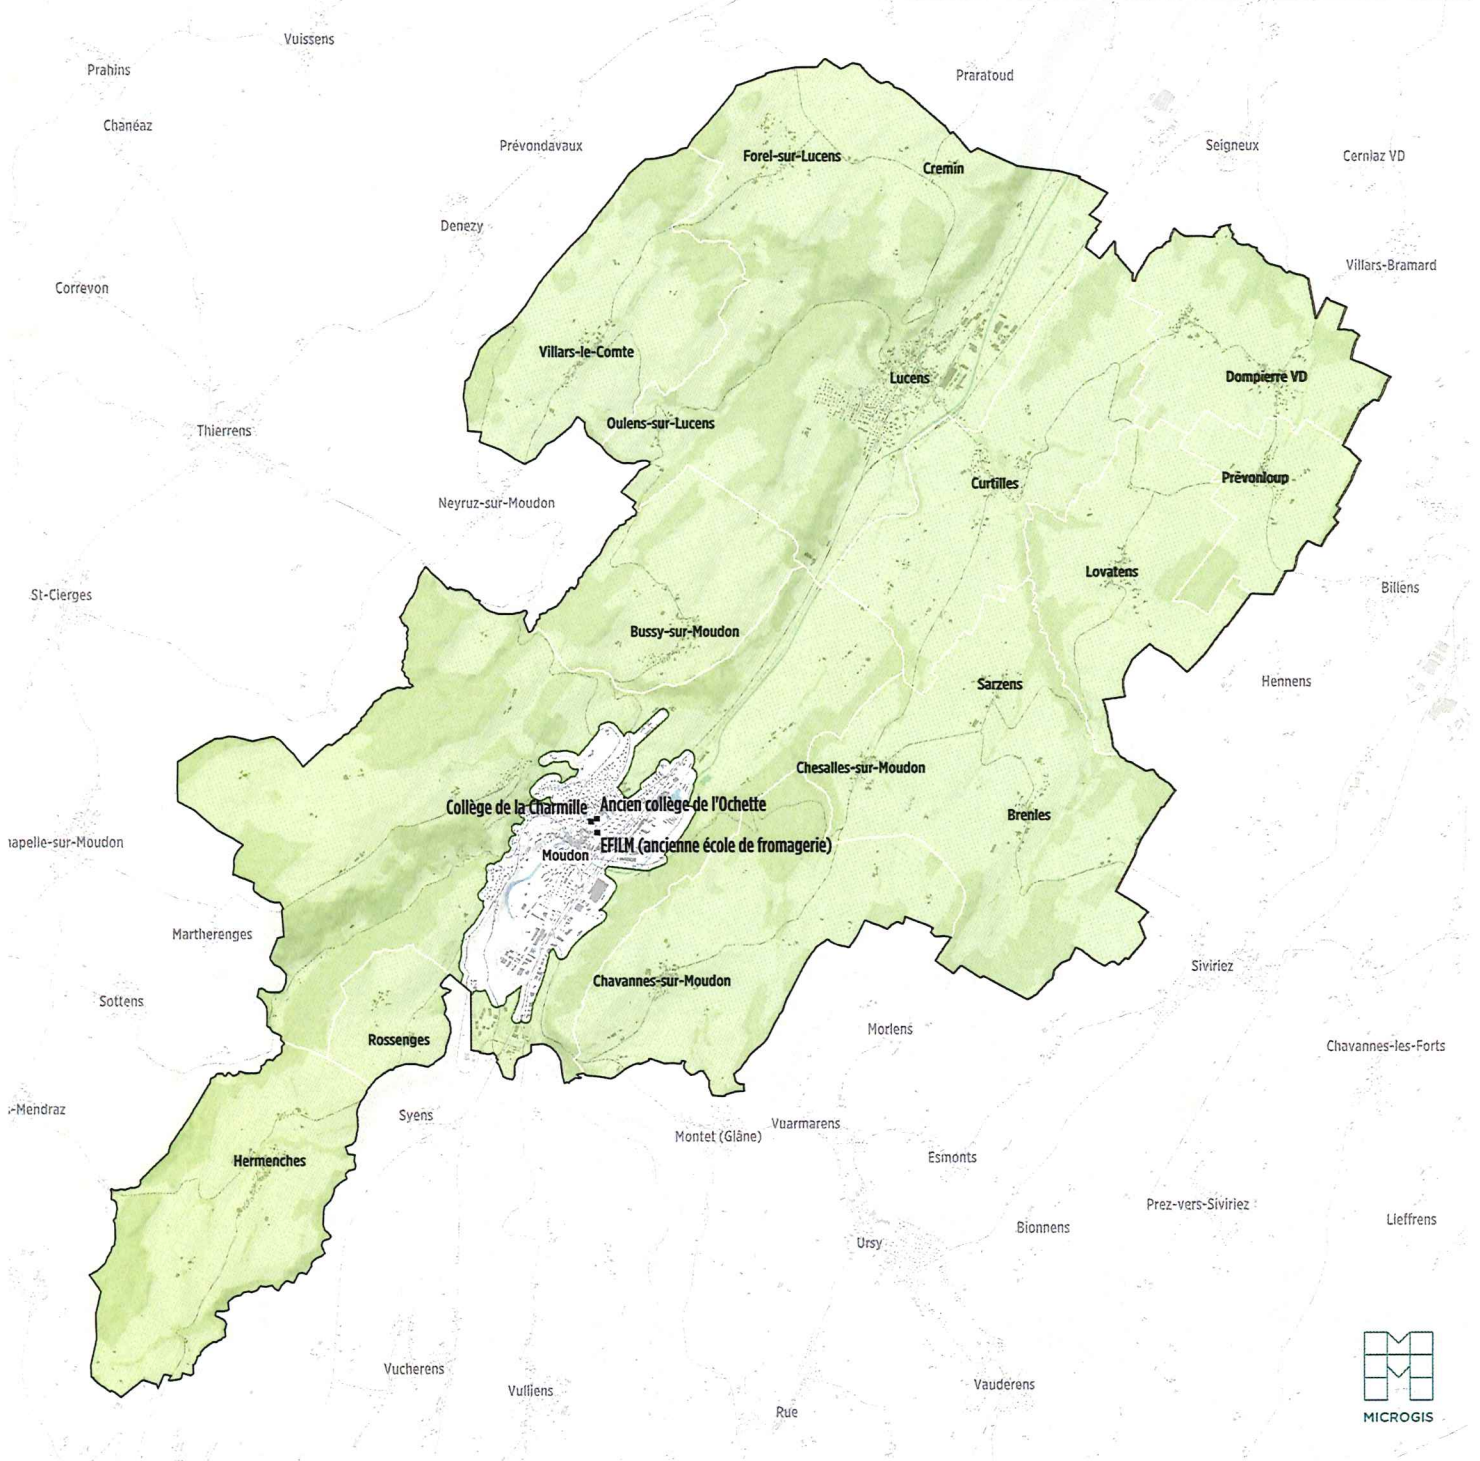 Vuissens
Prahins
Praratoud
Chanéaz
Prévondavaux
Seigneux
Cerniaz VD
Forel-sur-Lucens
Cremin
Denezy
Villars-Bramard
Correvon
Villars-le-Comte
Lucens
Dompierre VD
Oulens-sur-Lucens
Thierrens
Curtilles
Prévonloup
Neyruz-sur-Moudon
Lovatens
Billens
St-Cierges
Bussy-sur-Moudon
Hennens
Sarzens
Chesalles-sur-Moudon
Collège de la Charmille
Ancien collège de l'Ochette
Brenles
EFILM (ancienne école de fromagerie)
Moudon
hapelle-sur-Moudon
Martherenges
Siviriez
Chavannes-sur-Moudon
Sottens
Morlens
Rossenges
Chavannes-les-Forts
-Mendraz
Syens
Vuarmarens
Montet (Glâne)
Esmonts
Hermenches
Prez-vers-Siviriez
Lieffrens
Bionnens
Ursy
Vucherens
Vulliens
Vauderens
Rue
MICROGIS